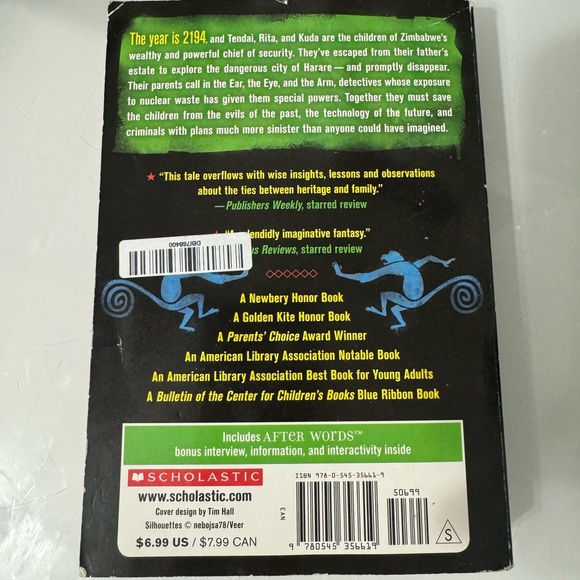 The year is 2194, and Tendai, Rita, and Kuda are the children of Zimbabwe's
wealthy and powerful chief of security. They've escaped from their father's
estate to explore the dangerous city of Harare — and promptly disappear.
Their parents call in the Ear, the Eye, and the Arm, detectives whose exposure
to nuclear waste has given them special powers. Together they must save
the children from the evils of the past, the technology of the future, and
criminals with plans much more sinister than anyone could have imagined.
★ "This tale overflows with wise insights, lessons and observations
about the ties between heritage and family."
— Publishers Weekly, starred review
imaginative fantasy."
Reviews, starred review
DBI768400
A Newbery Honor Book
A Golden Kite Honor Book
A Parents' Choice Award Winner
An American Library Association Notable Book
An American Library Association Best Book for Young Adults
A Bulletin of the Center for Children's Books Blue Ribbon Book
Includes AFTER WORDS™
bonus interview, information, and interactivity inside
SCHOLASTIC
www.scholastic.com
Cover design by Tim Hall
Silhouettes © nebojsa78/Veer
$6.99 US / $7.99 CAN
ISBN 978-0-545-35661-9
50699
CAN
9 780545 356619
S